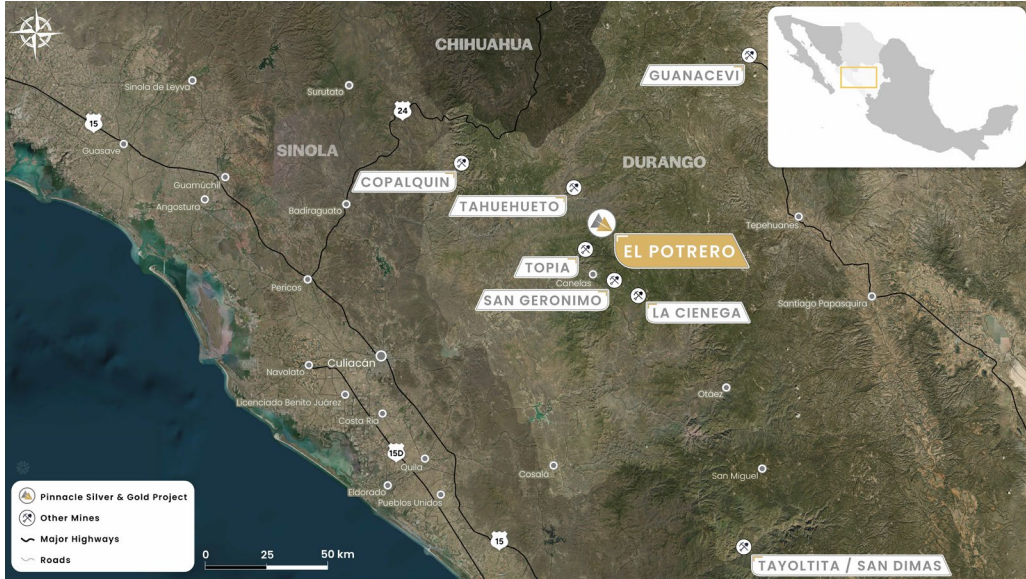 CHIHUAHUA
GUANACEVI
Sinola de Leyva
Surutato
24
15
SINOLA
DURANGO
Guasave
COPALQUIN
Guamúchil
TAHUEHUETO
Angostura
Badiraguato
Tepehuanes
EL POTRERO
TOPIA
Canelas
Pericos
SAN GERONIMO
LA CIENEGA
Santiago Papasquira
Culiacán
Navolato
Otáez
Licenciado Benito Juárez
Costa Ria
15D
Quila
Cosalá
San Miguel
Eldorado
Pueblos Unidos
15
TAYOLTITA / SAN DIMAS
Pinnacle Silver & Gold Project
Other Mines
Major Highways
Roads
0 25 50 km